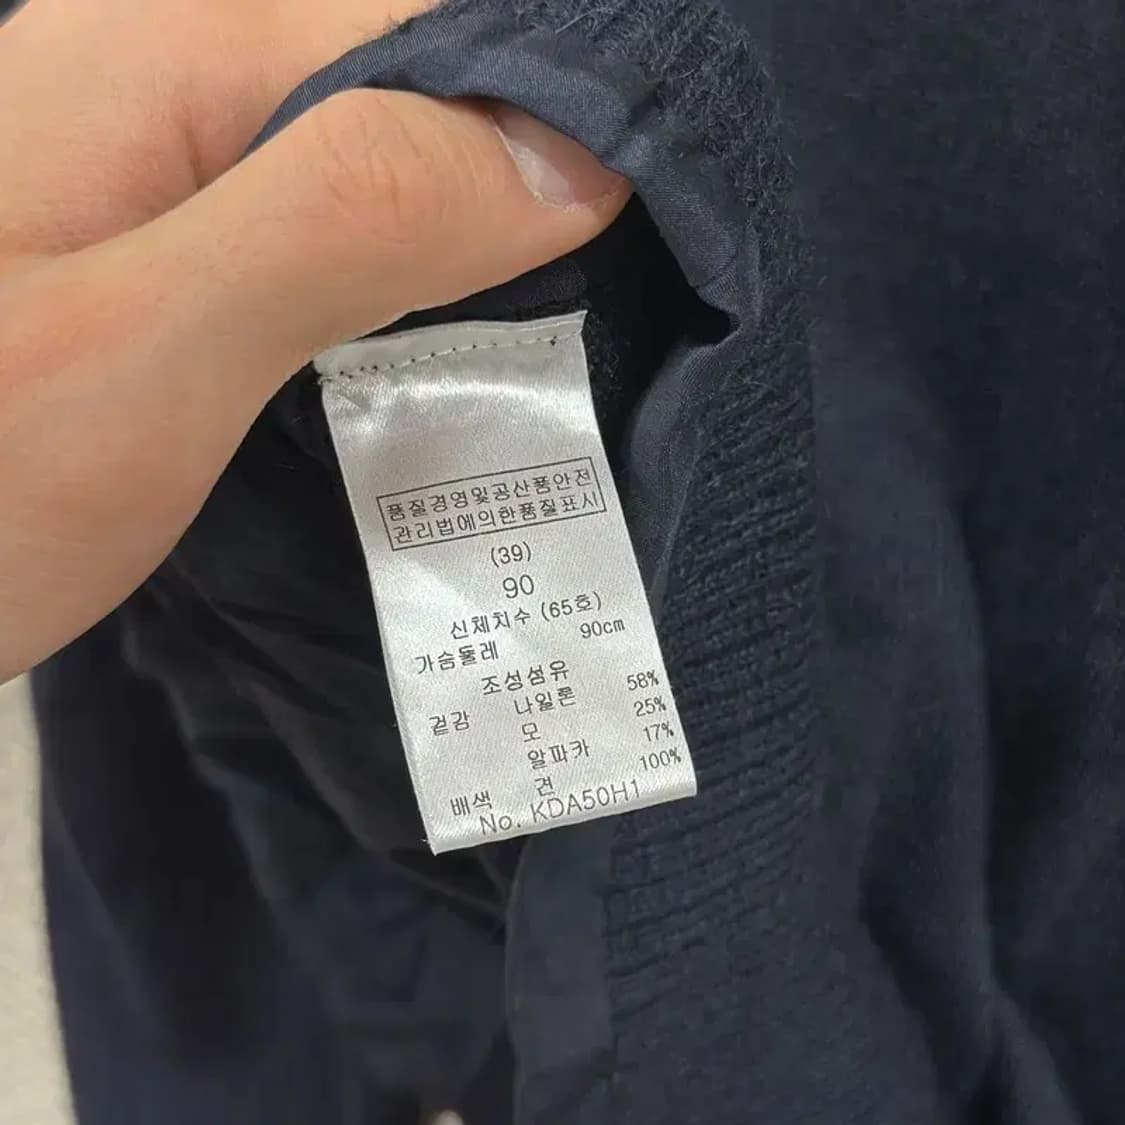 품질경영및공산품안전
관리법에의한품질표시
(39)
90
신체치수 (65호)
가슴둘레 90cm
조성섬유
겉감 나일론 58%
모 25%
알파카 17%
배색 견 100%
No. KDA50H1